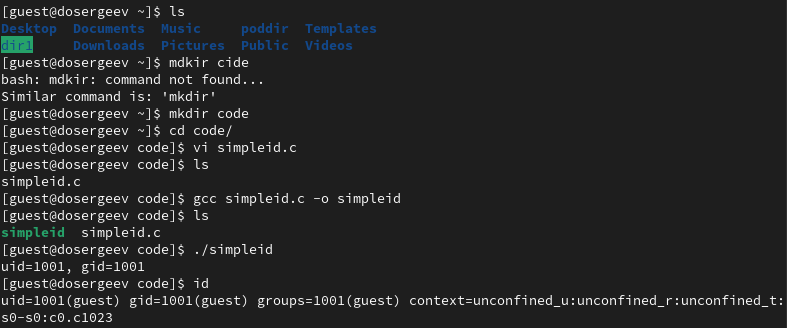 [guest@dosergeev ~]$ ls
Desktop  Documents  Music     poddir  Templates
dir1     Downloads  Pictures  Public  Videos
[guest@dosergeev ~]$ mdkir cide
bash: mdkir: command not found...
Similar command is: 'mkdir'
[guest@dosergeev ~]$ mkdir code
[guest@dosergeev ~]$ cd code/
[guest@dosergeev code]$ vi simpleid.c
[guest@dosergeev code]$ ls
simpleid.c
[guest@dosergeev code]$ gcc simpleid.c -o simpleid
[guest@dosergeev code]$ ls
simpleid  simpleid.c
[guest@dosergeev code]$ ./simpleid
uid=1001, gid=1001
[guest@dosergeev code]$ id
uid=1001(guest) gid=1001(guest) groups=1001(guest) context=unconfined_u:unconfined_r:unconfined_t:
s0-s0:c0.c1023